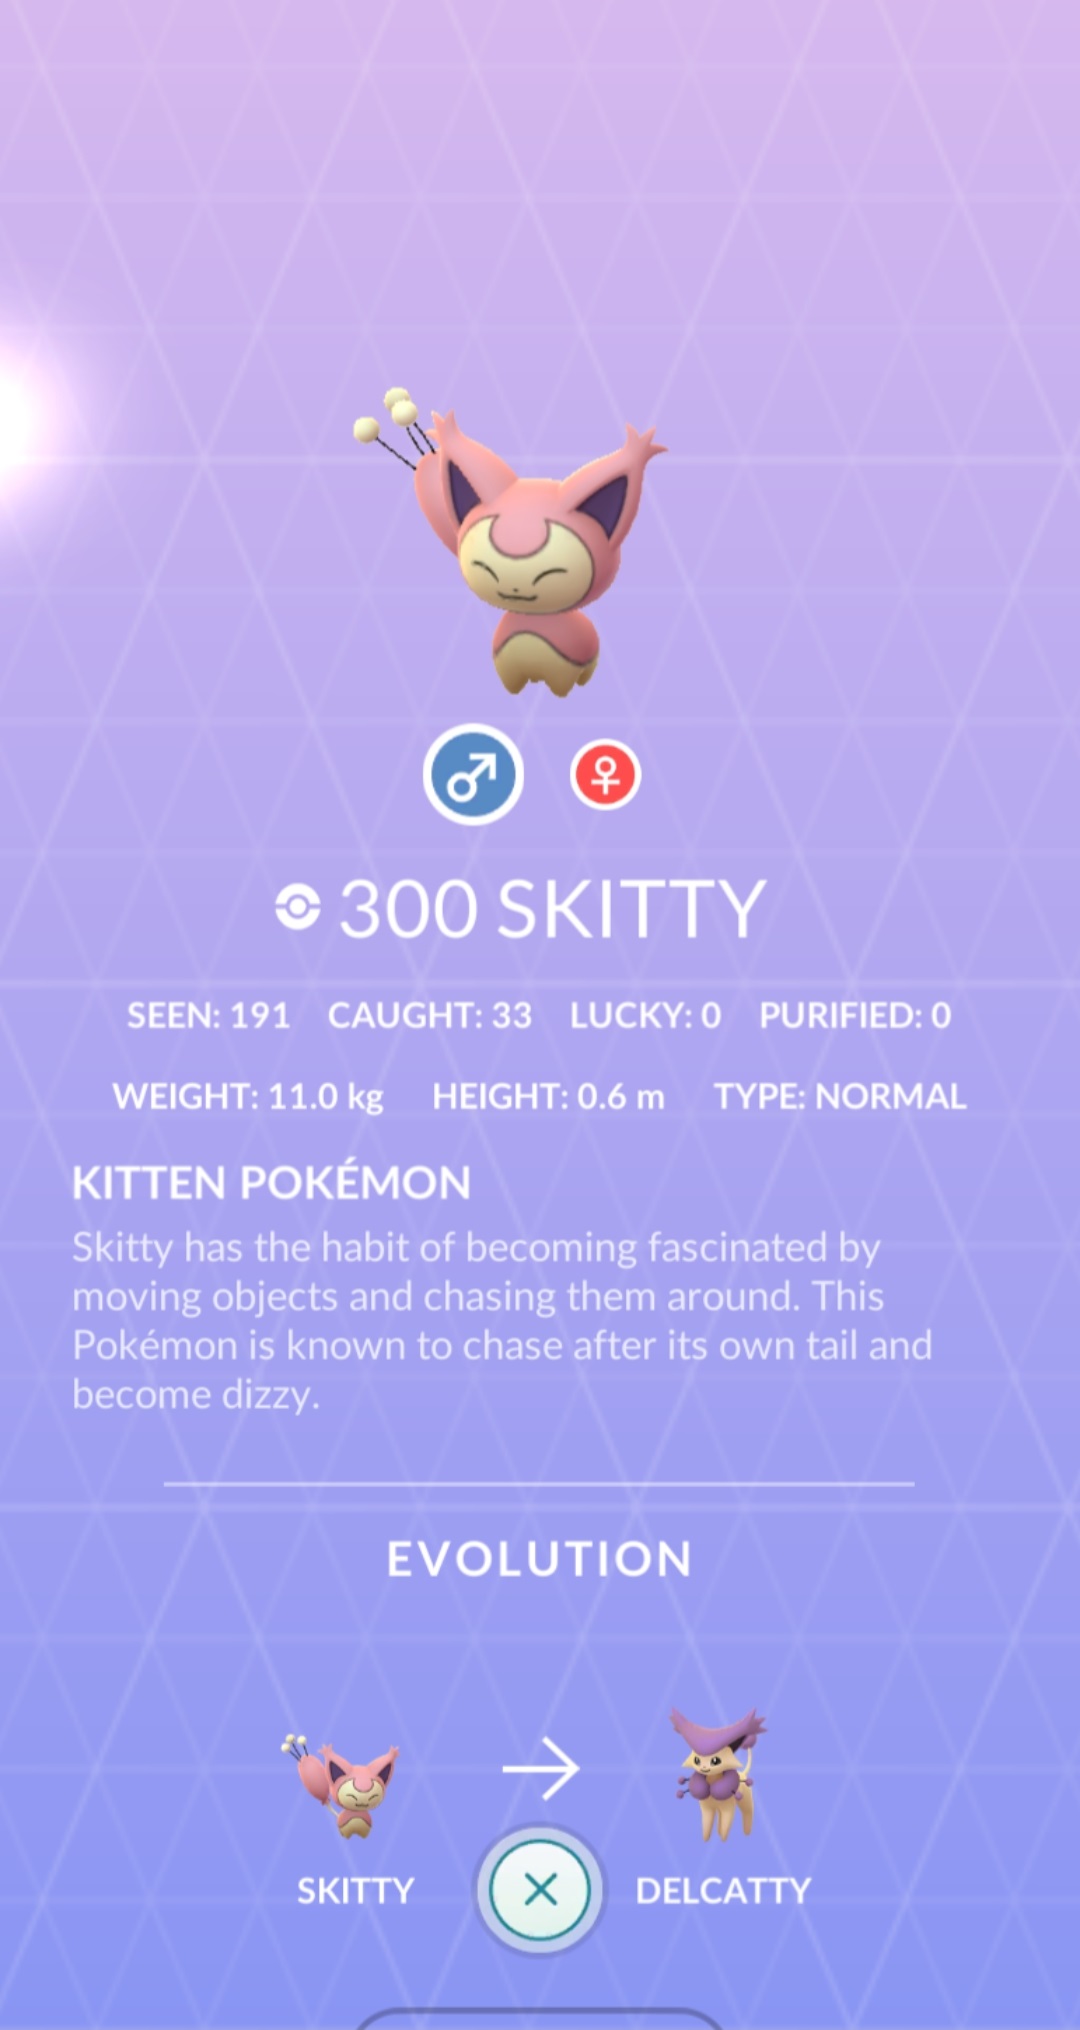 300 SKITTY
SEEN: 191 CAUGHT: 33 LUCKY: 0 PURIFIED: 0
WEIGHT: 11.0 kg HEIGHT: 0.6 m TYPE: NORMAL
KITTEN POKÉMON
Skitty has the habit of becoming fascinated by
moving objects and chasing them around. This
Pokémon is known to chase after its own tail and
become dizzy.
EVOLUTION
SKITTY DELCATTY